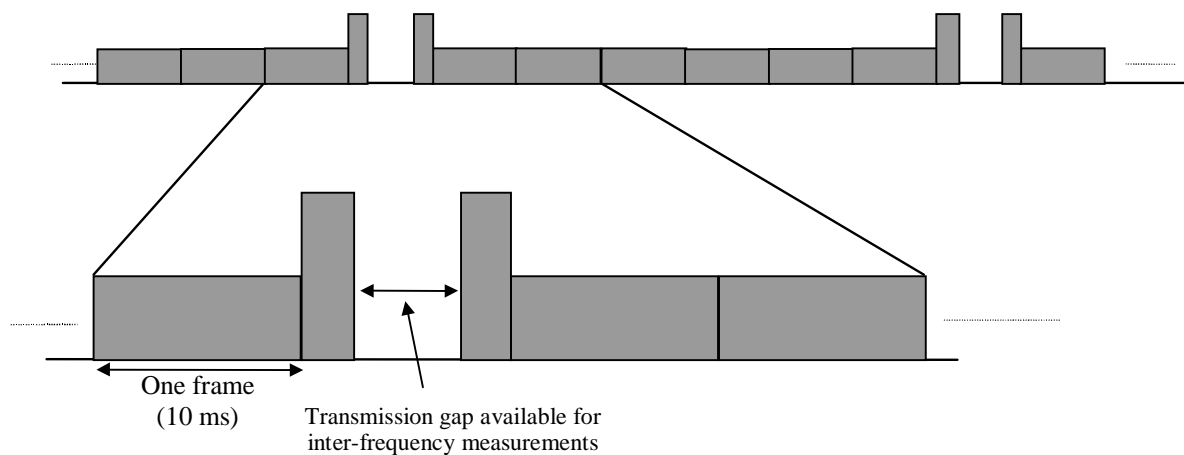 One frame
(10 ms)
Transmission gap available for
inter-frequency measurements